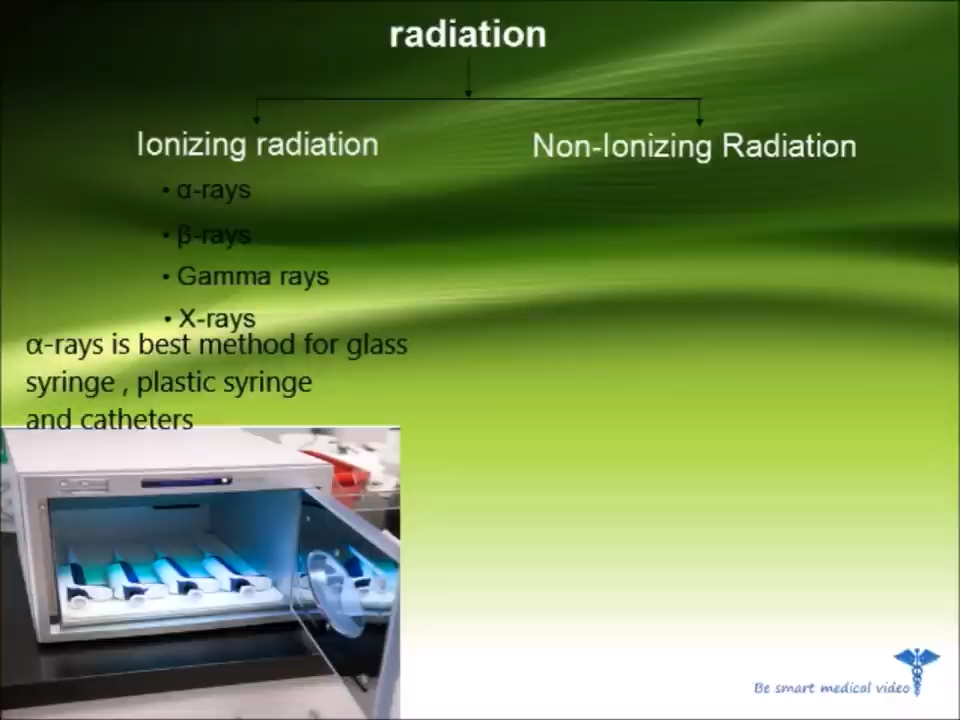 radiation
Ionizing radiation
Non-Ionizing Radiation
• α-rays
• β-rays
• Gamma rays
• X-rays
α-rays is best method for glass
syringe , plastic syringe
and catheters
Be smart medical video